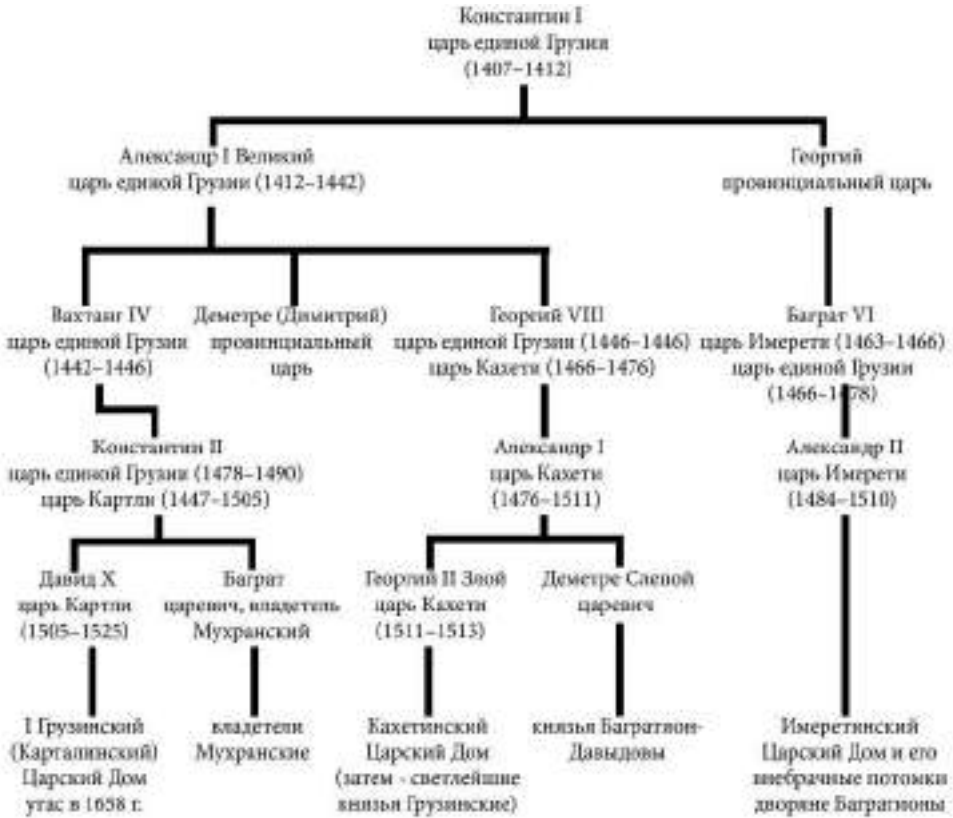 Константин I
царь единой Грузии
(1407–1412)
Александр I Великий
царь единой Грузии (1412–1442)
Георгий
провинциальный царь
Вахтанг IV
царь единой Грузии
(1442–1446)
Деметре (Димитрий)
провинциальный
царь
Георгий VIII
царь единой Грузии (1446–1446)
царь Кахети (1466–1476)
Баграт VI
царь Имерети (1463–1466)
царь единой Грузии
(1466–1478)
Константин II
царь единой Грузии (1478–1490)
царь Картли (1447–1505)
Александр I
царь Кахети
(1476–1511)
Александр II
царь Имерети
(1484–1510)
Давид X
царь Картли
(1505–1525)
Баграт
царевич, владетель
Мухранский
Георгий II Злой
царь Кахети
(1511–1513)
Деметре Слепой
царевич
I Грузинский
(Карталинский)
Царский Дом
угас в 1658 г.
владетели
Мухранские
Кахетинский
Царский Дом
(затем - светлейшие
князья Грузинские)
князья Багратион-
Давыдовы
Имеретинский
Царский Дом и его
внебрачные потомки
дворяне Багратионы